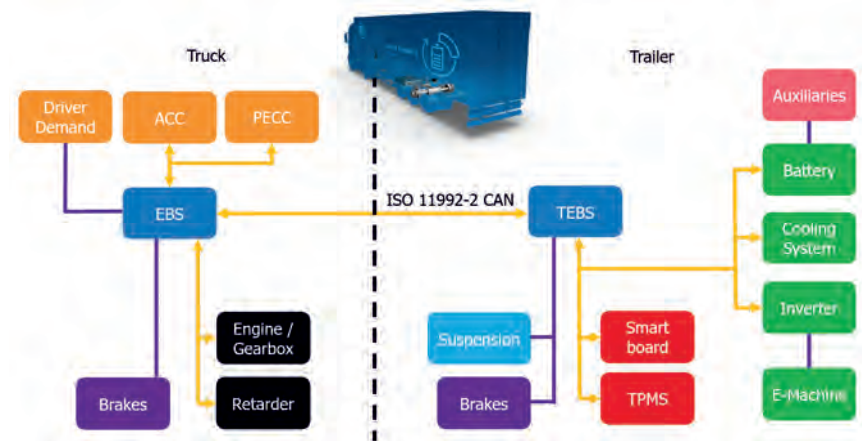 Truck
Trailer
Driver
Demand
ACC
PECC
Auxiliaries
Battery
EBS
ISO 11992-2 CAN
TEBS
Cooling
System
Engine /
Gearbox
Suspension
Smart
board
Inverter
Brakes
Retarder
Brakes
TPMS
E-Machine